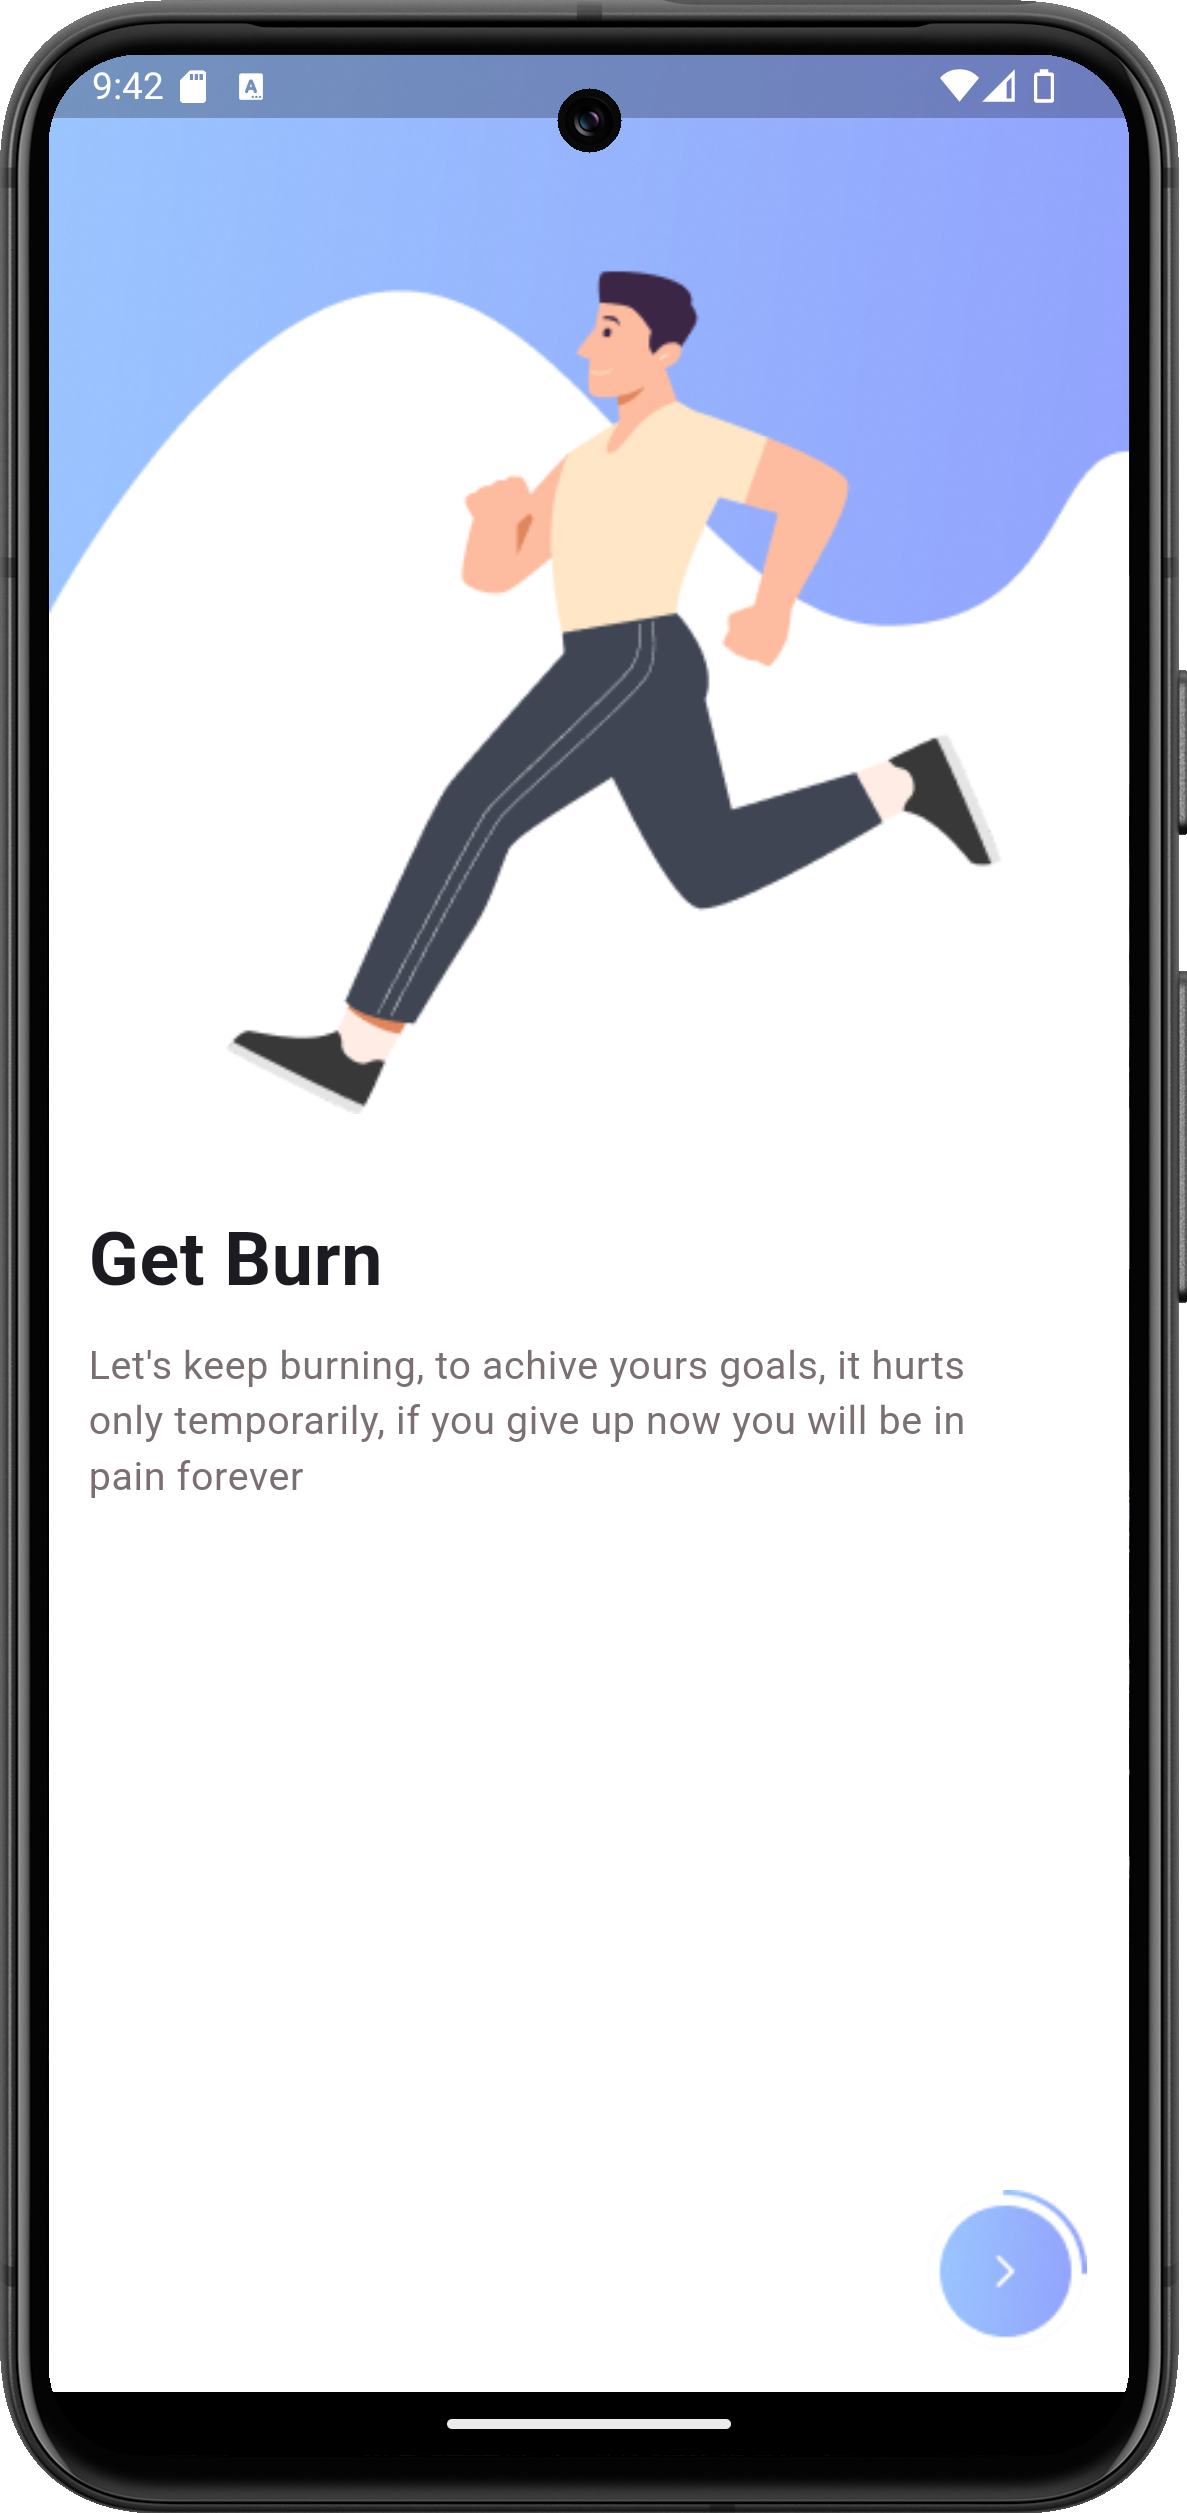 9:42
Get Burn
Let's keep burning, to achive yours goals, it hurts
only temporarily, if you give up now you will be in
pain forever